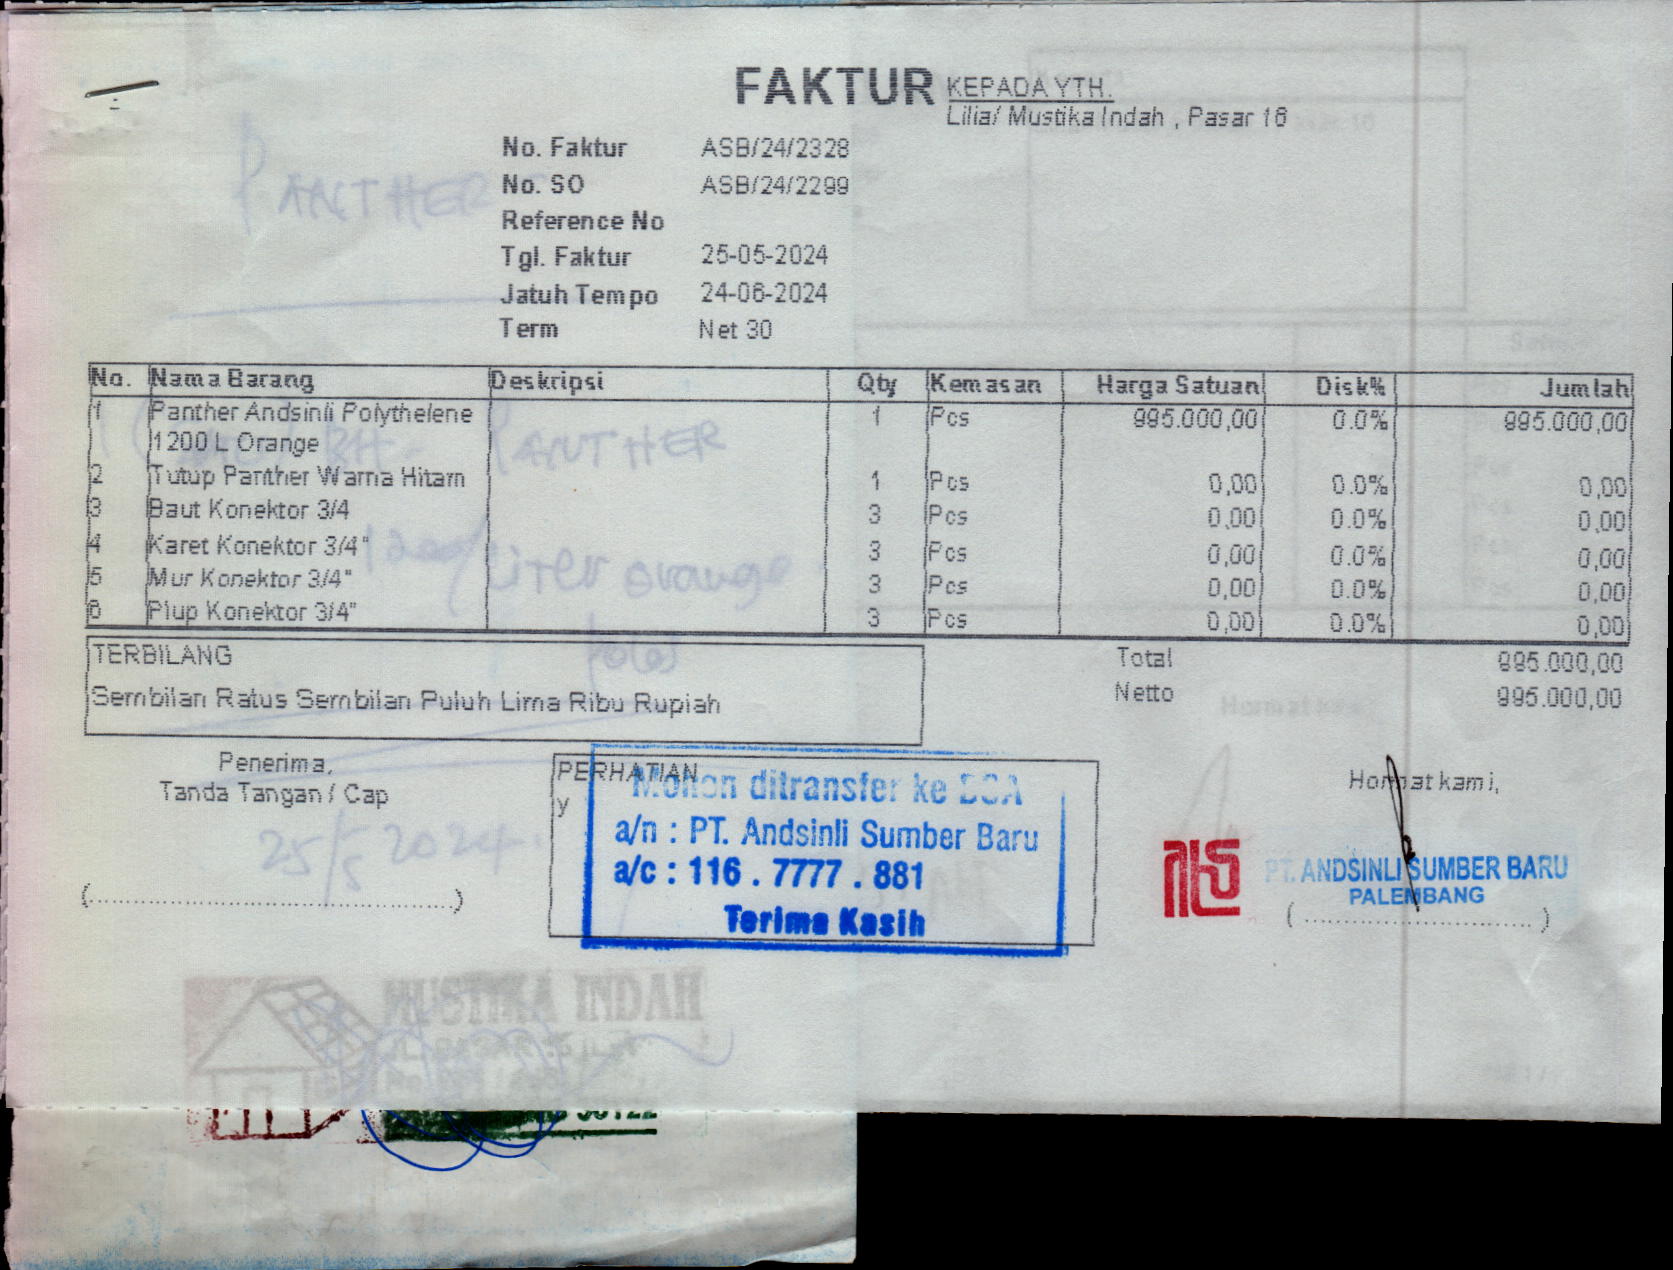 FAKTUR
KEPADA YTH.
Lilia/ Mustika Indah , Pasar 16
No. Faktur ASB/24/2328
No. SO ASB/24/2299
Reference No
Tgl. Faktur 25-05-2024
Jatuh Tempo 24-06-2024
Term Net 30
No. Nama Barang Deskripsi Qty Kemasan Harga Satuan Disk% Jumlah
1 Panther Andsinli Polythelene 1 Pcs 995.000,00 0.0% 995.000,00
1200 L Orange
2 Tutup Panther Warna Hitam 1 Pcs 0,00 0.0% 0,00
3 Baut Konektor 3/4 3 Pcs 0,00 0.0% 0,00
4 Karet Konektor 3/4" 3 Pcs 0,00 0.0% 0,00
5 Mur Konektor 3/4" 3 Pcs 0,00 0.0% 0,00
6 Plup Konektor 3/4" 3 Pcs 0,00 0.0% 0,00
PANTHER
PANTHER
liter orange
TERBILANG
Sembilan Ratus Sembilan Puluh Lima Ribu Rupiah
Total 995.000,00
Netto 995.000,00
Penerima,
Tanda Tangan / Cap
25/5 2024.
(..........)
PERHATIAN
y
Mohon ditransfer ke BCA
a/n : PT. Andsinli Sumber Baru
a/c : 116 . 7777 . 881
Terima Kasih
Hormat kami,
PT. ANDSINLI SUMBER BARU
PALEMBANG
(..........)
MUSTIKA INDAH